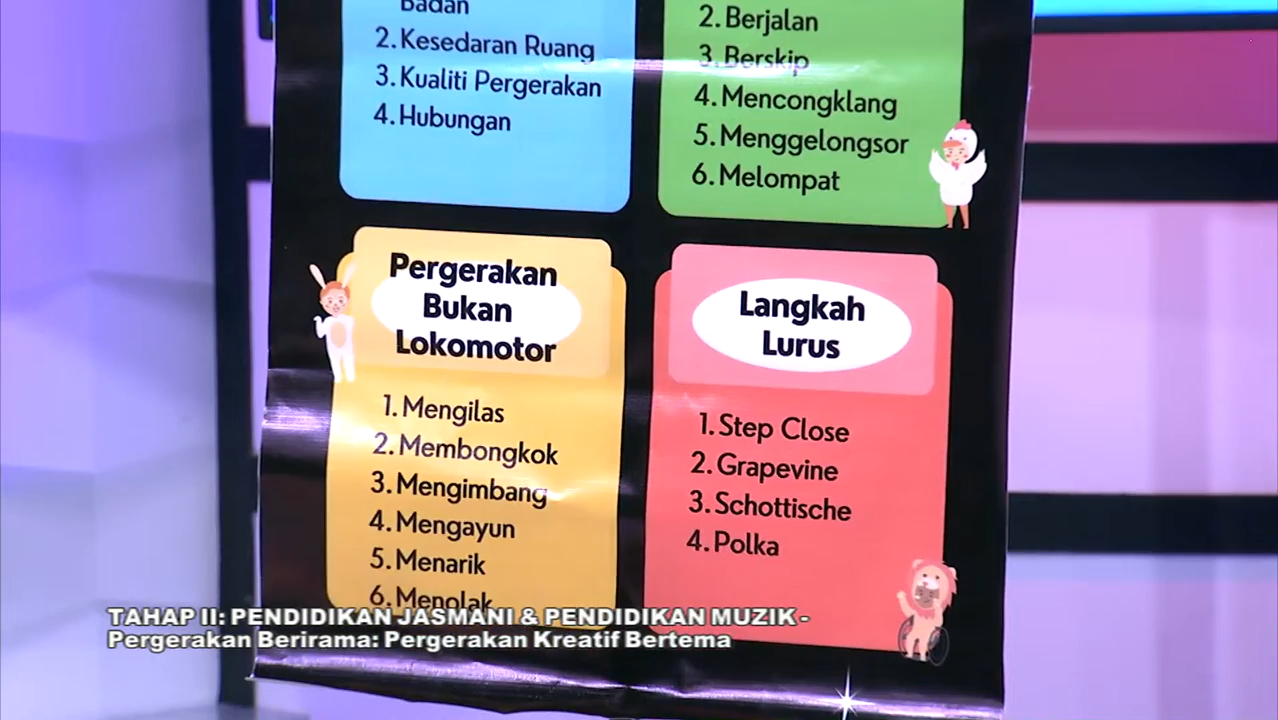 Badan
2. Kesedaran Ruang
3. Kualiti Pergerakan
4. Hubungan
2. Berjalan
3. Berskip
4. Mencongklang
5. Menggelongsor
6. Melompat
Pergerakan
Bukan
Lokomotor
1. Mengilas
2. Membongkok
3. Mengimbang
4. Mengayun
5. Menarik
6. Menolak
Langkah
Lurus
1. Step Close
2. Grapevine
3. Schottische
4. Polka
TAHAP II: PENDIDIKAN JASMANI & PENDIDIKAN MUZIK -
Pergerakan Berirama: Pergerakan Kreatif Bertema